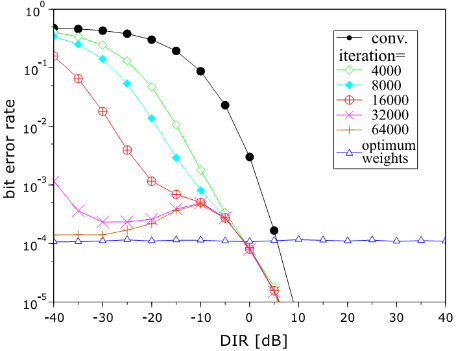 10^0
10^-1
10^-2
10^-3
10^-4
10^-5
bit error rate
-40 -30 -20 -10 0 10 20 30 40
DIR [dB]
conv.
iteration=
4000
8000
16000
32000
64000
optimum
weights